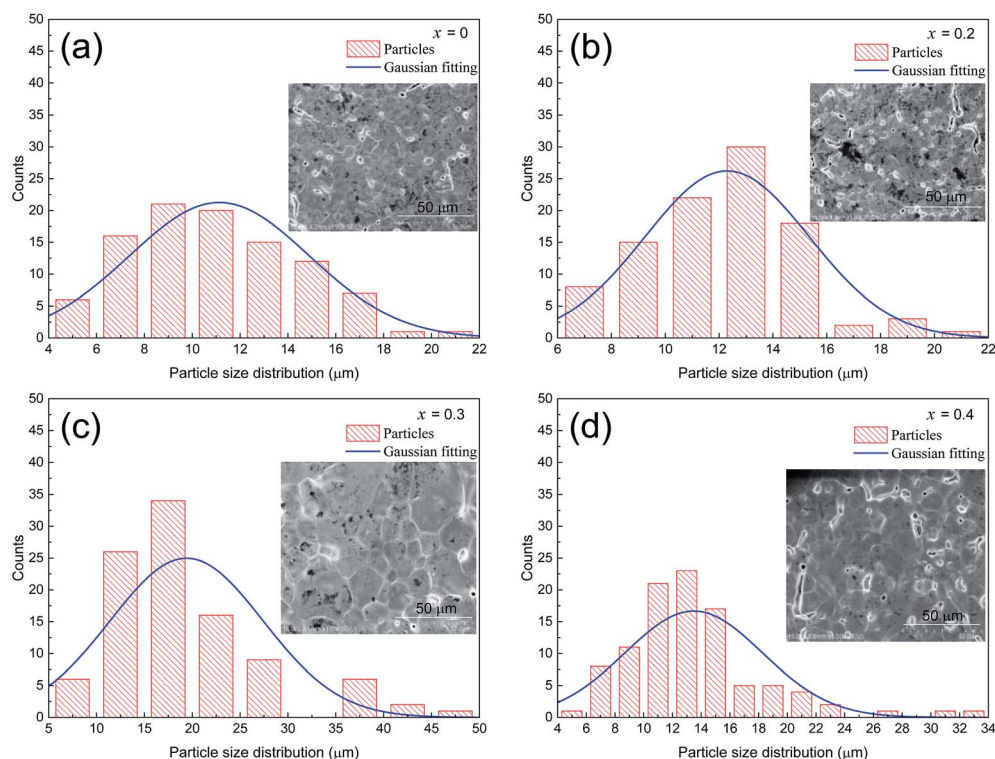 (a)
x = 0
Particles
Gaussian fitting
50 μm
Counts
50
45
40
35
30
25
20
15
10
5
0
4 6 8 10 12 14 16 18 20 22
Particle size distribution (μm)
(b)
x = 0.2
Particles
Gaussian fitting
50 μm
Counts
50
45
40
35
30
25
20
15
10
5
0
6 8 10 12 14 16 18 20 22
Particle size distribution (μm)
(c)
x = 0.3
Particles
Gaussian fitting
50 μm
Counts
50
45
40
35
30
25
20
15
10
5
0
5 10 15 20 25 30 35 40 45 50
Particle size distribution (μm)
(d)
x = 0.4
Particles
Gaussian fitting
50 μm
Counts
50
45
40
35
30
25
20
15
10
5
0
4 6 8 10 12 14 16 18 20 22 24 26 28 30 32 34
Particle size distribution (μm)